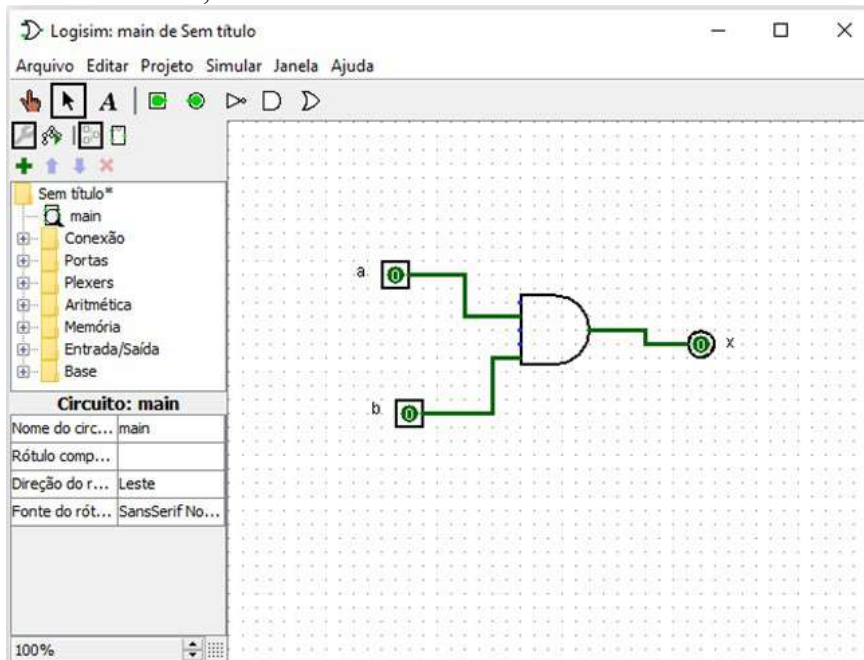 Logisim: main de Sem título
Arquivo Editar Projeto Simular Janela Ajuda
A
Sem título*
main
Conexão
Portas
Plexers
Aritmética
Memória
Entrada/Saída
Base
Circuito: main
Nome do circ... main
Rótulo comp...
Direção do r... Leste
Fonte do rót... SansSerif No...
100%
a 0
0 x
b 0